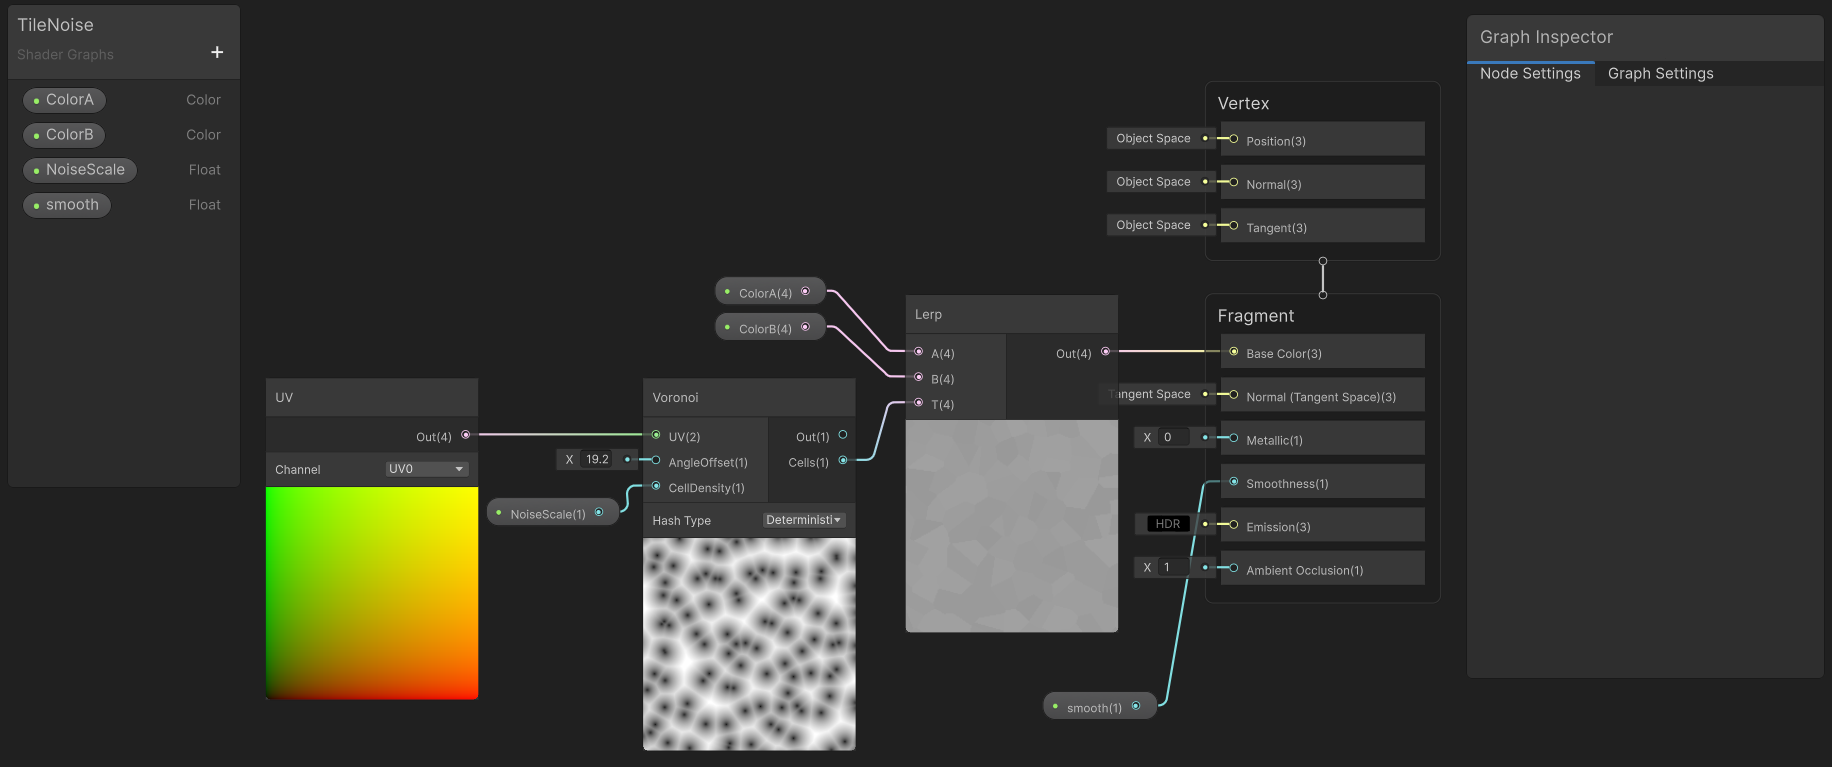 TileNoise
Shader Graphs
+
ColorA Color
ColorB Color
NoiseScale Float
smooth Float
UV
Out(4)
Channel UV0
X 19.2
NoiseScale(1)
Voronoi
UV(2) Out(1)
AngleOffset(1) Cells(1)
CellDensity(1)
Hash Type Deterministi
ColorA(4)
ColorB(4)
Lerp
A(4) Out(4)
B(4)
T(4)
smooth(1)
Vertex
Object Space Position(3)
Object Space Normal(3)
Object Space Tangent(3)
Fragment
Base Color(3)
Tangent Space Normal (Tangent Space)(3)
X 0 Metallic(1)
Smoothness(1)
HDR Emission(3)
X 1 Ambient Occlusion(1)
Graph Inspector
Node Settings Graph Settings